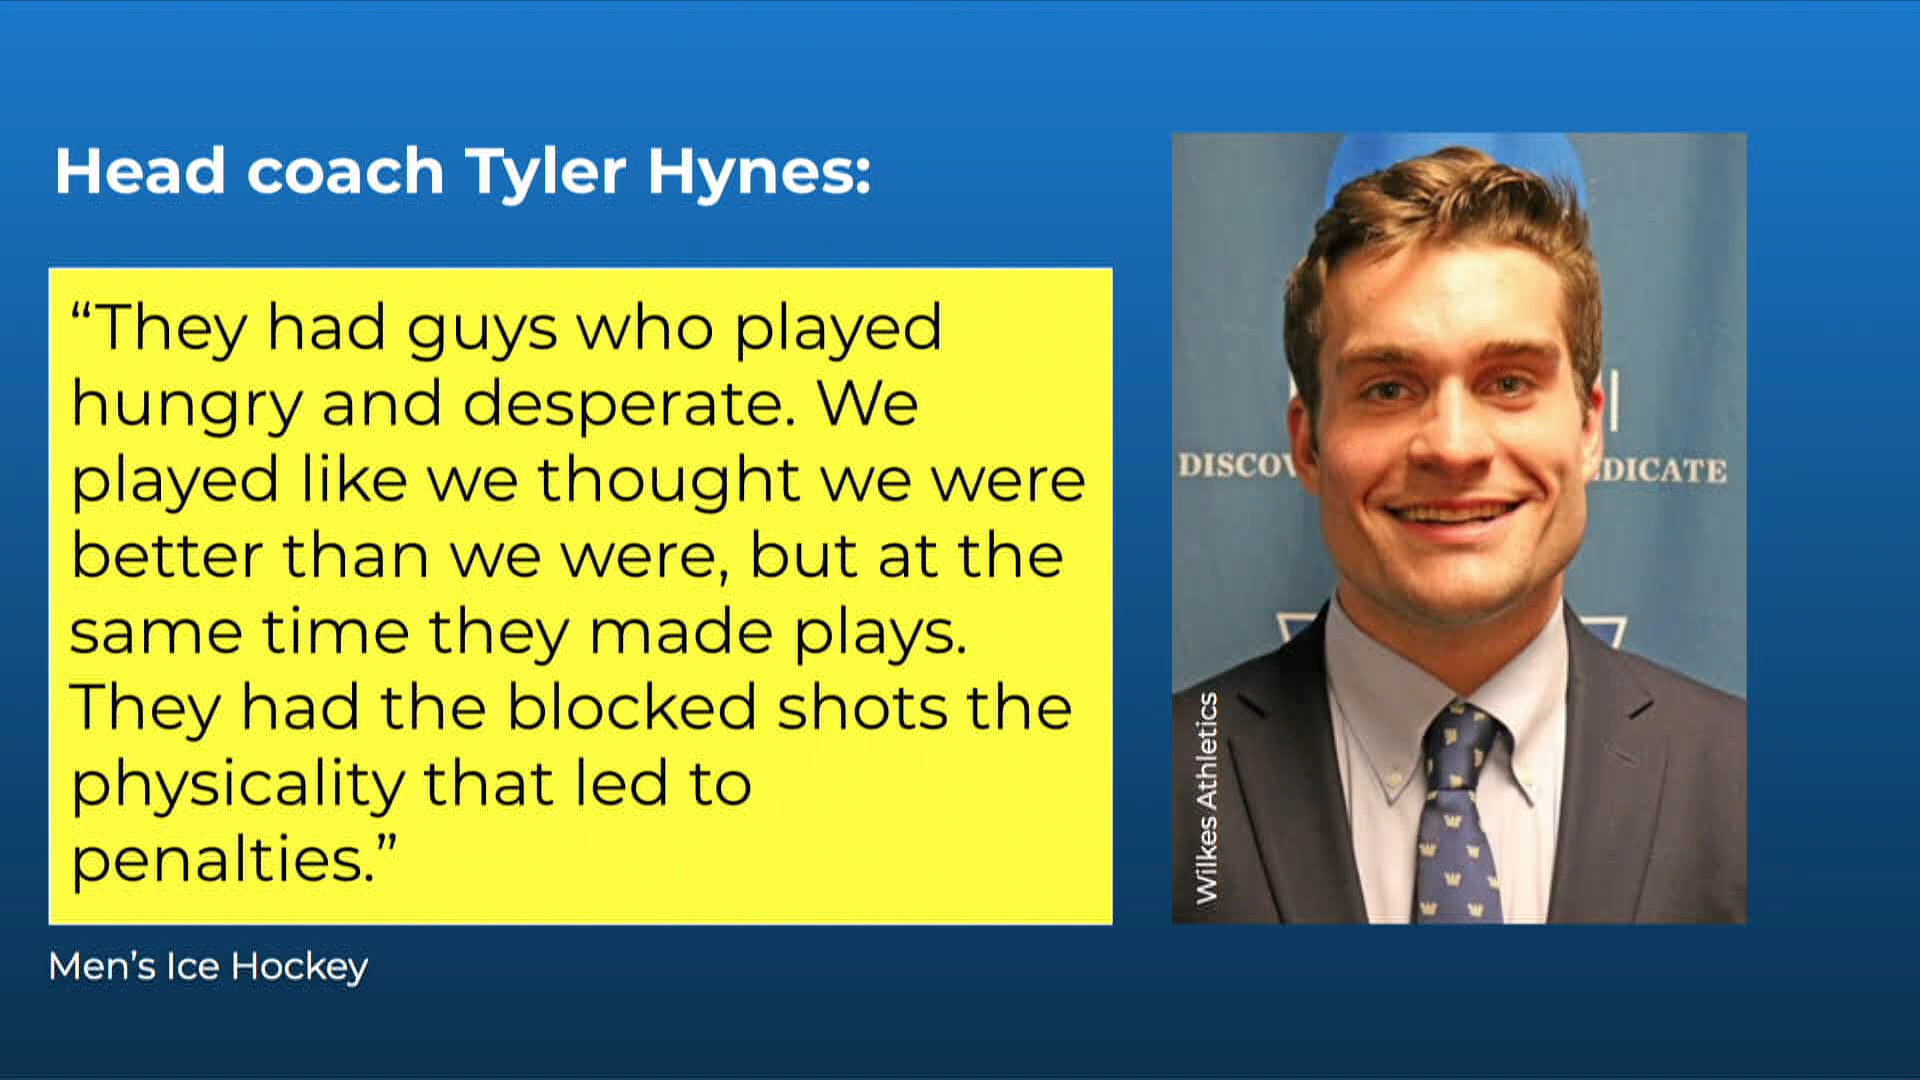 Head coach Tyler Hynes:
“They had guys who played
hungry and desperate. We
played like we thought we were
better than we were, but at the
same time they made plays.
They had the blocked shots the
physicality that led to
penalties.”
Men’s Ice Hockey
DISCOV
DICATE
Wilkes Athletics